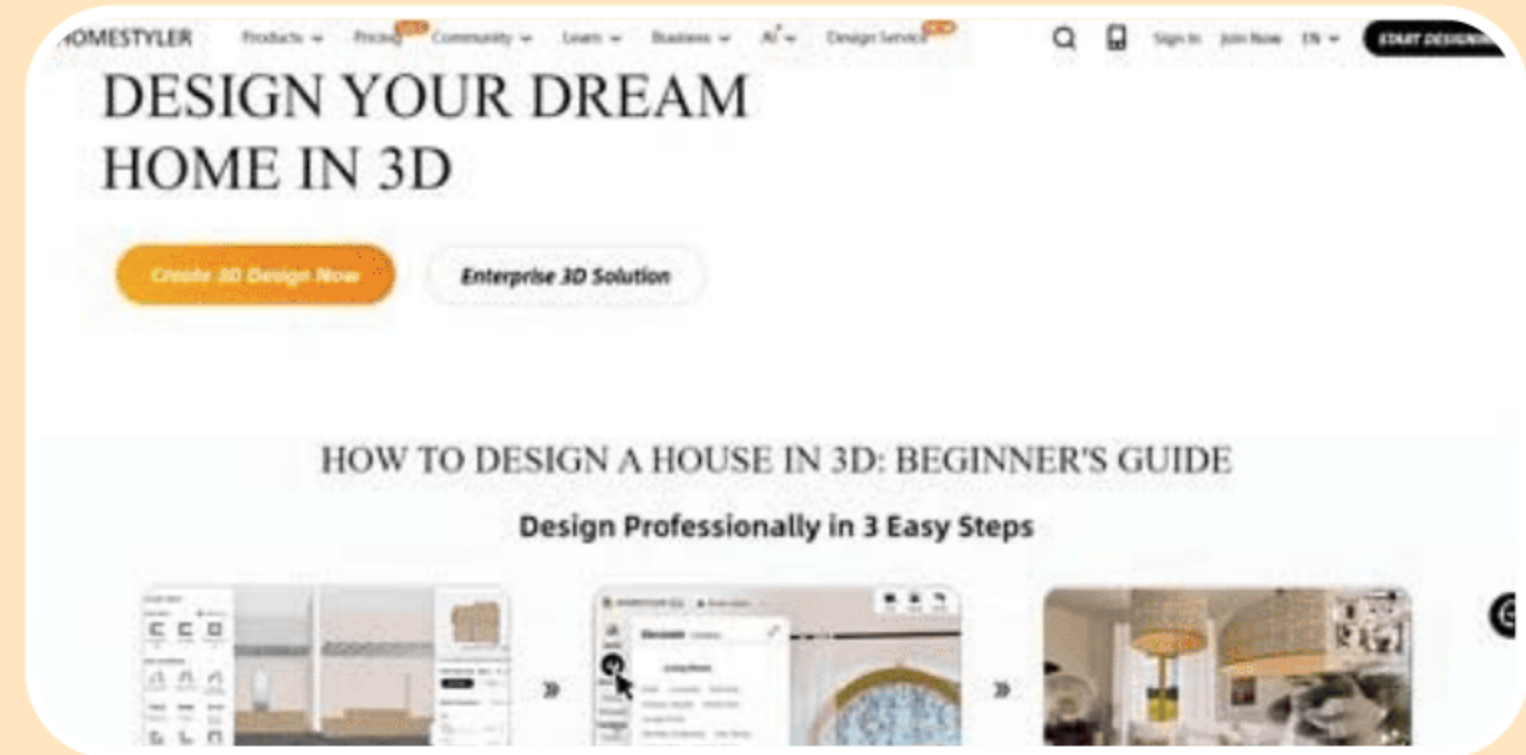 HOMESTYLER
Products Pricing Community Learn Business AI Design Service Sign In Join Now EN START DESIGNING
DESIGN YOUR DREAM
HOME IN 3D
Create 3D Design Now Enterprise 3D Solution
HOW TO DESIGN A HOUSE IN 3D: BEGINNER'S GUIDE
Design Professionally in 3 Easy Steps